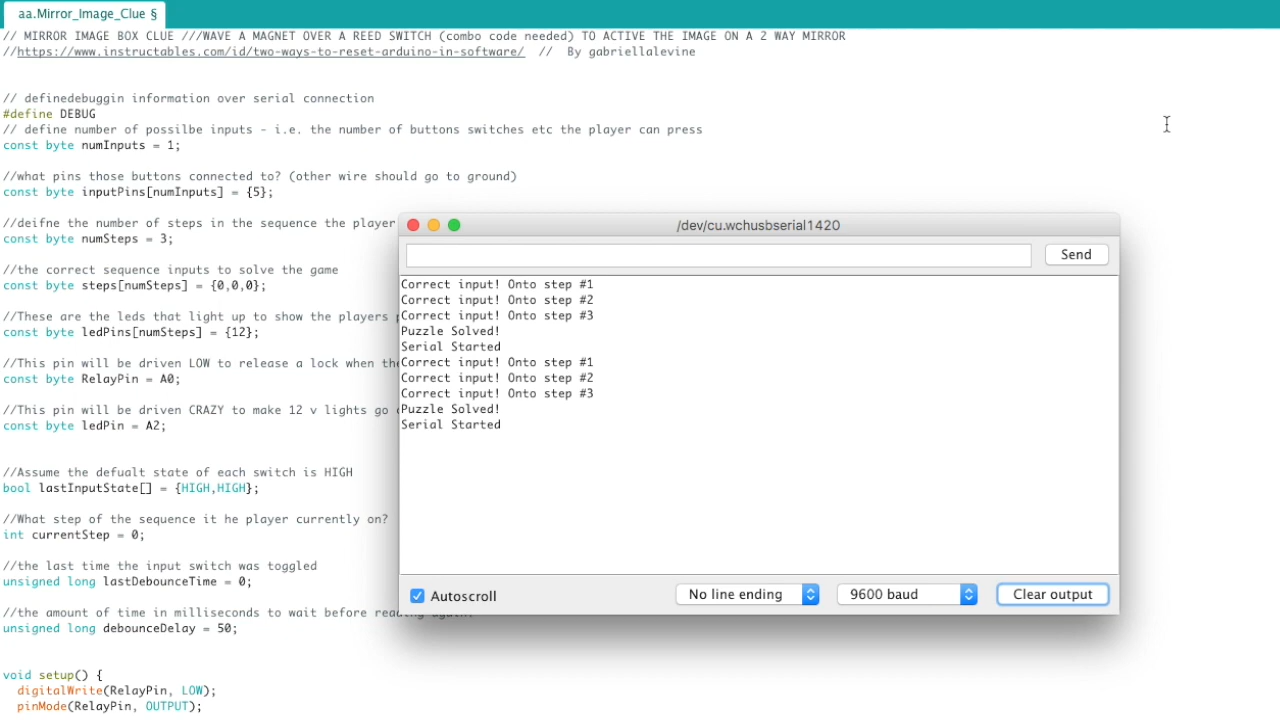 aa.Mirror_Image_Clue §
// MIRROR IMAGE BOX CLUE ///WAVE A MAGNET OVER A REED SWITCH (combo code needed) TO ACTIVE THE IMAGE ON A 2 WAY MIRROR
//https://www.instructables.com/id/two-ways-to-reset-arduino-in-software/  //  By gabriellalevine
// definedebuggin information over serial connection
#define DEBUG
// define number of possilbe inputs - i.e. the number of buttons switches etc the player can press
const byte numInputs = 1;
//what pins those buttons connected to? (other wire should go to ground)
const byte inputPins[numInputs] = {5};
//deifne the number of steps in the sequence the player
const byte numSteps = 3;
//the correct sequence inputs to solve the game
const byte steps[numSteps] = {0,0,0};
//These are the leds that light up to show the players
const byte ledPins[numSteps] = {12};
//This pin will be driven LOW to release a lock when the
const byte RelayPin = A0;
//This pin will be driven CRAZY to make 12 v lights go
const byte ledPin = A2;
//Assume the defualt state of each switch is HIGH
bool lastInputState[] = {HIGH,HIGH};
//What step of the sequence it he player currently on?
int currentStep = 0;
//the last time the input switch was toggled
unsigned long lastDebounceTime = 0;
//the amount of time in milliseconds to wait before reading again?
unsigned long debounceDelay = 50;
void setup() {
  digitalWrite(RelayPin, LOW);
  pinMode(RelayPin, OUTPUT);
/dev/cu.wchusbserial1420
Send
Correct input! Onto step #1
Correct input! Onto step #2
Correct input! Onto step #3
Puzzle Solved!
Serial Started
Correct input! Onto step #1
Correct input! Onto step #2
Correct input! Onto step #3
Puzzle Solved!
Serial Started
Autoscroll
No line ending
9600 baud
Clear output